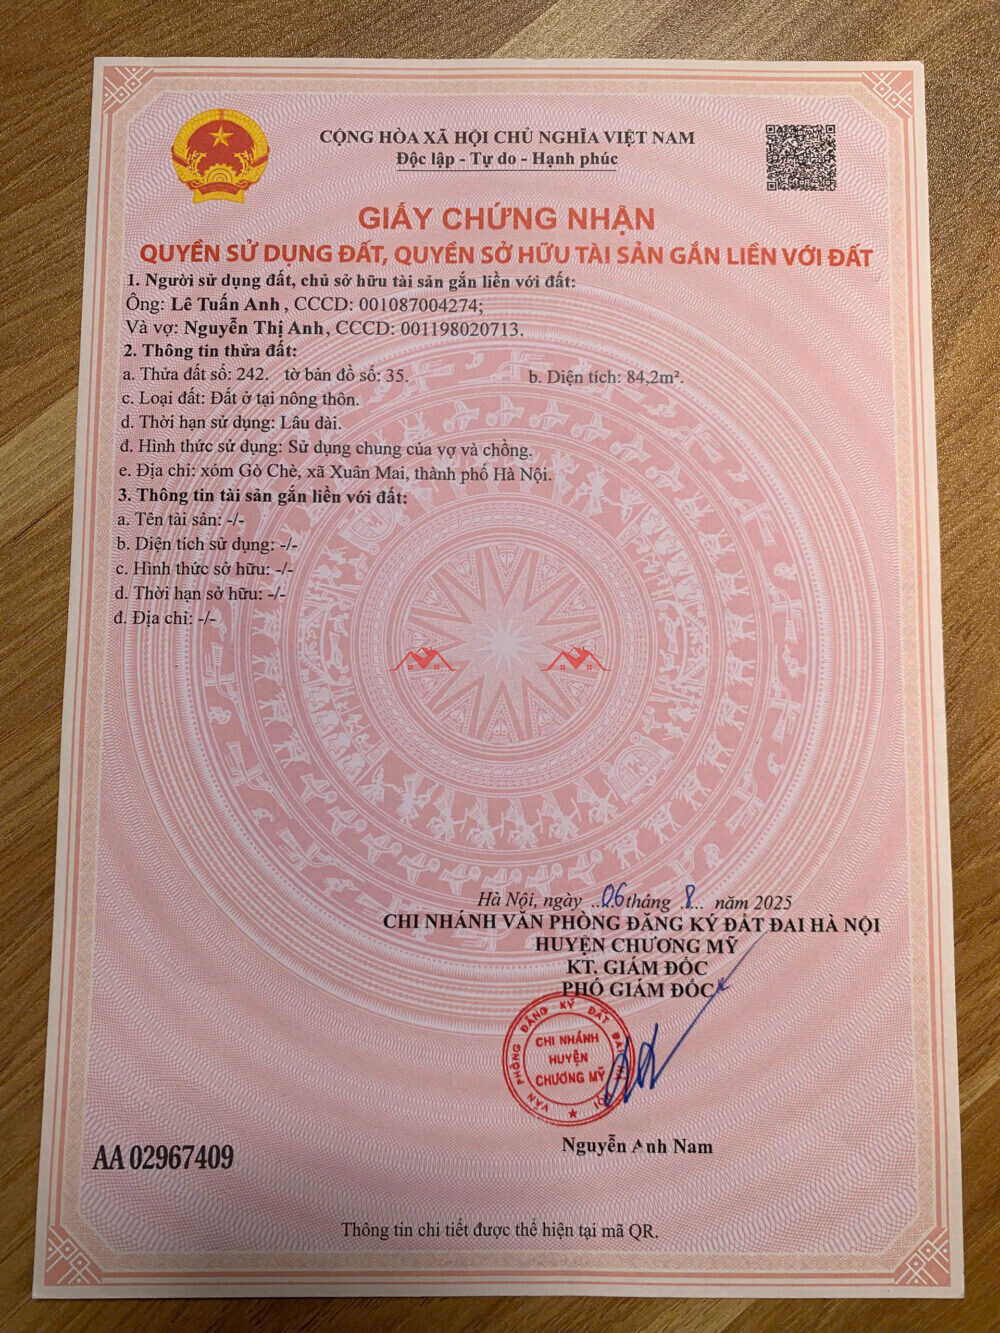 CỘNG HÒA XÃ HỘI CHỦ NGHĨA VIỆT NAM
Độc lập - Tự do - Hạnh phúc
GIẤY CHỨNG NHẬN
QUYỀN SỬ DỤNG ĐẤT, QUYỀN SỞ HỮU TÀI SẢN GẮN LIỀN VỚI ĐẤT
1. Người sử dụng đất, chủ sở hữu tài sản gắn liền với đất:
Ông: Lê Tuấn Anh , CCCD: 001087004274;
Và vợ: Nguyễn Thị Anh, CCCD: 001198020713.
2. Thông tin thửa đất:
a. Thửa đất số: 242. tờ bản đồ số: 35. b. Diện tích: 84,2m².
c. Loại đất: Đất ở tại nông thôn.
d. Thời hạn sử dụng: Lâu dài.
đ. Hình thức sử dụng: Sử dụng chung của vợ và chồng.
e. Địa chỉ: xóm Gò Chè, xã Xuân Mai, thành phố Hà Nội.
3. Thông tin tài sản gắn liền với đất:
a. Tên tài sản: -/-
b. Diện tích sử dụng: -/-
c. Hình thức sở hữu: -/-
d. Thời hạn sở hữu: -/-
đ. Địa chỉ: -/-
Hà Nội, ngày ...06 tháng ..8... năm 2025
CHI NHÁNH VĂN PHÒNG ĐĂNG KÝ ĐẤT ĐAI HÀ NỘI
HUYỆN CHƯƠNG MỸ
KT. GIÁM ĐỐC
PHÓ GIÁM ĐỐC
VĂN PHÒNG ĐĂNG KÝ ĐẤT ĐAI HÀ NỘI
CHI NHÁNH
HUYỆN
CHƯƠNG MỸ
Nguyễn Anh Nam
AA 02967409
Thông tin chi tiết được thể hiện tại mã QR.